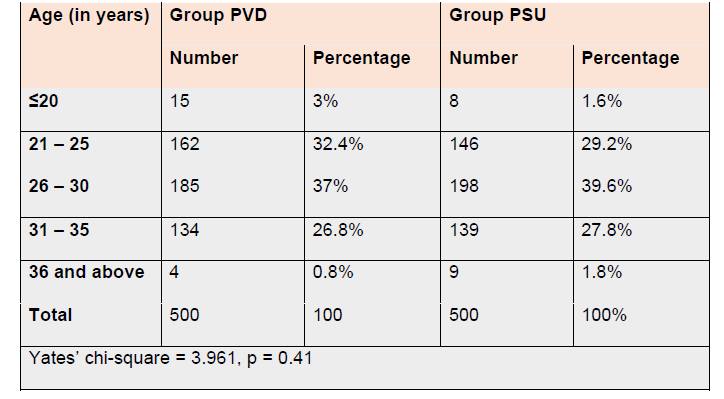 Age (in years) Group PVD Group PSU
Number Percentage Number Percentage
≤20 15 3% 8 1.6%
21 – 25 162 32.4% 146 29.2%
26 – 30 185 37% 198 39.6%
31 – 35 134 26.8% 139 27.8%
36 and above 4 0.8% 9 1.8%
Total 500 100 500 100%
Yates’ chi-square = 3.961, p = 0.41